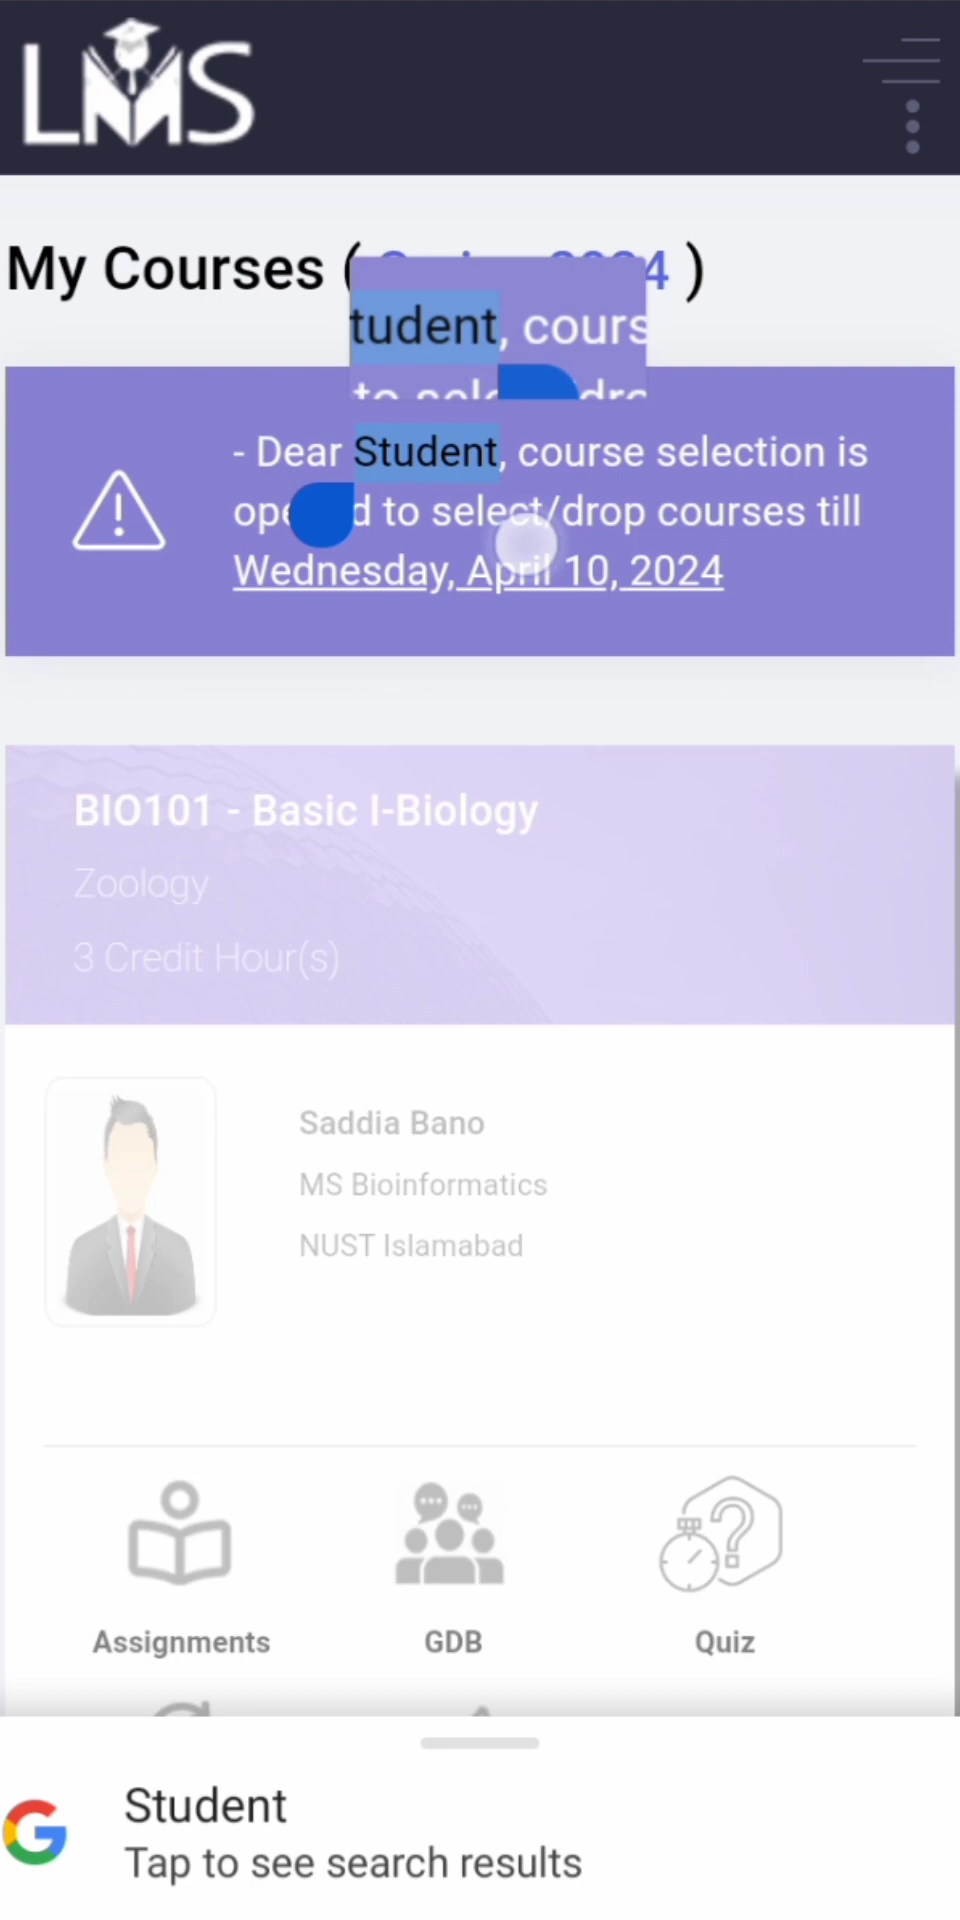 LMS
My Courses ( 4 )
tudent, cours
- Dear Student, course selection is
to select/drop courses till
Wednesday, April 10, 2024
BIO101 - Basic I-Biology
Zoology
3 Credit Hour(s)
Saddia Bano
MS Bioinformatics
NUST Islamabad
Assignments
GDB
Quiz
Student
Tap to see search results